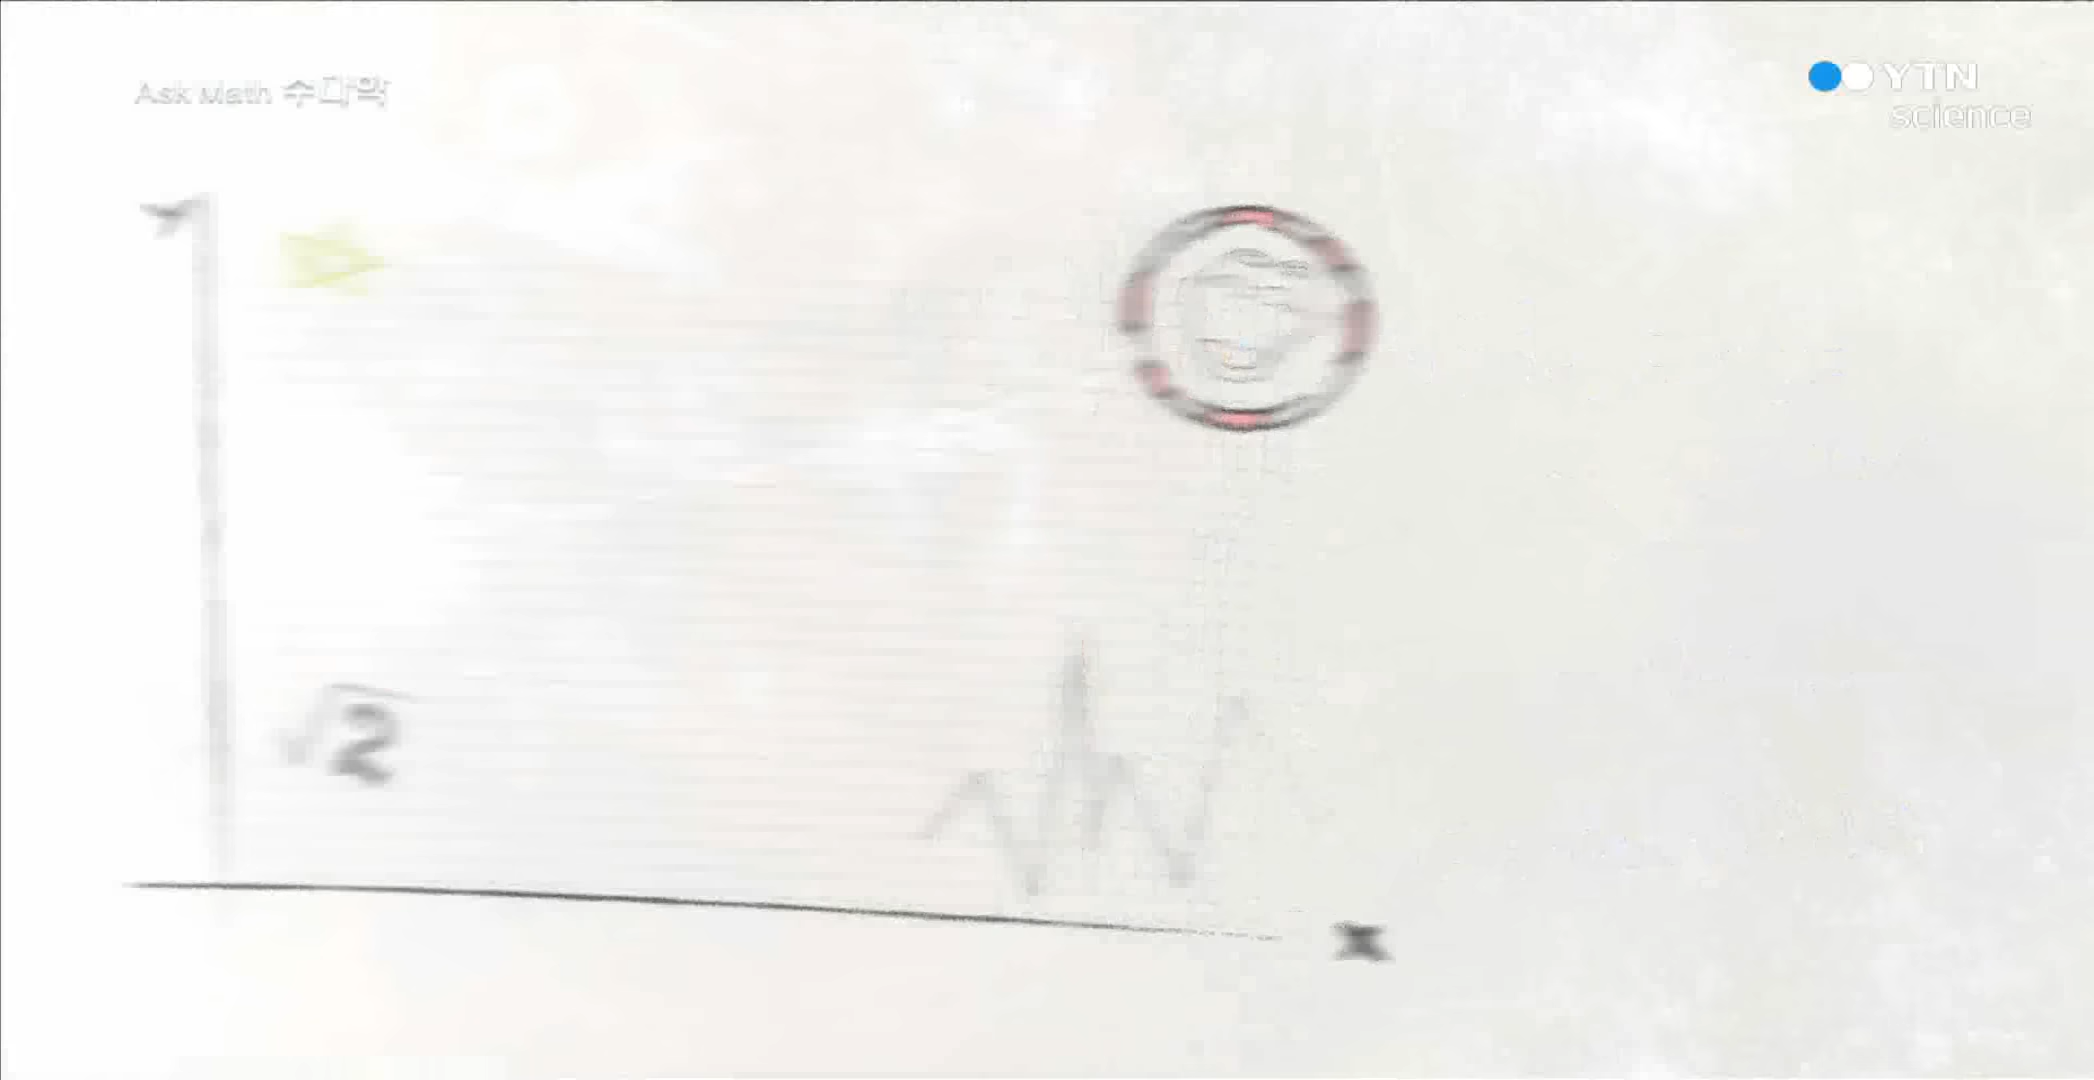 Ask Math 수다학
YTN
science
Y
√2
x